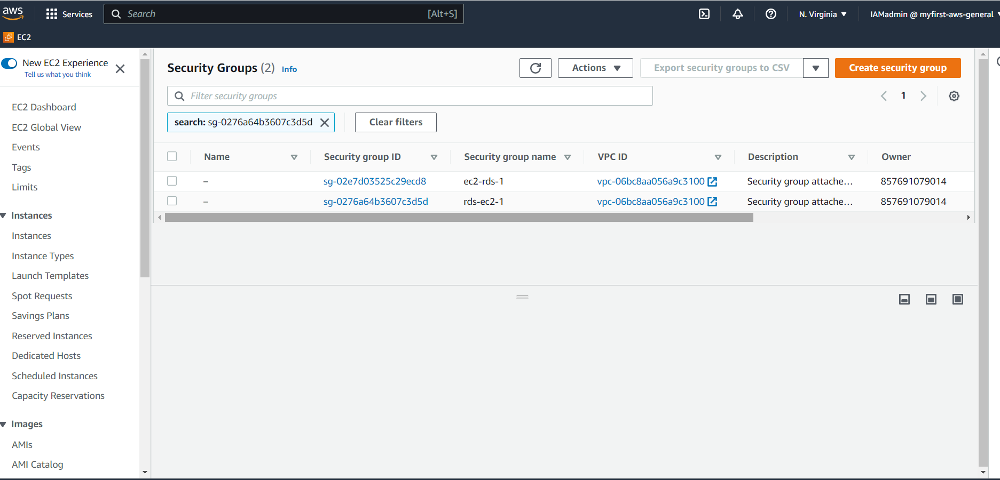 aws
Services
Search [Alt+S]
N. Virginia
IAMadmin @ myfirst-aws-general
EC2
New EC2 Experience
Tell us what you think
EC2 Dashboard
EC2 Global View
Events
Tags
Limits
Instances
Instances
Instance Types
Launch Templates
Spot Requests
Savings Plans
Reserved Instances
Dedicated Hosts
Scheduled Instances
Capacity Reservations
Images
AMIs
AMI Catalog
Security Groups (2) Info
Actions
Export security groups to CSV
Create security group
Filter security groups
1
search: sg-0276a64b3607c3d5d
Clear filters
Name Security group ID Security group name VPC ID Description Owner
– sg-02e7d03525c29ecd8 ec2-rds-1 vpc-06bc8aa056a9c3100 Security group attache... 857691079014
– sg-0276a64b3607c3d5d rds-ec2-1 vpc-06bc8aa056a9c3100 Security group attache... 857691079014